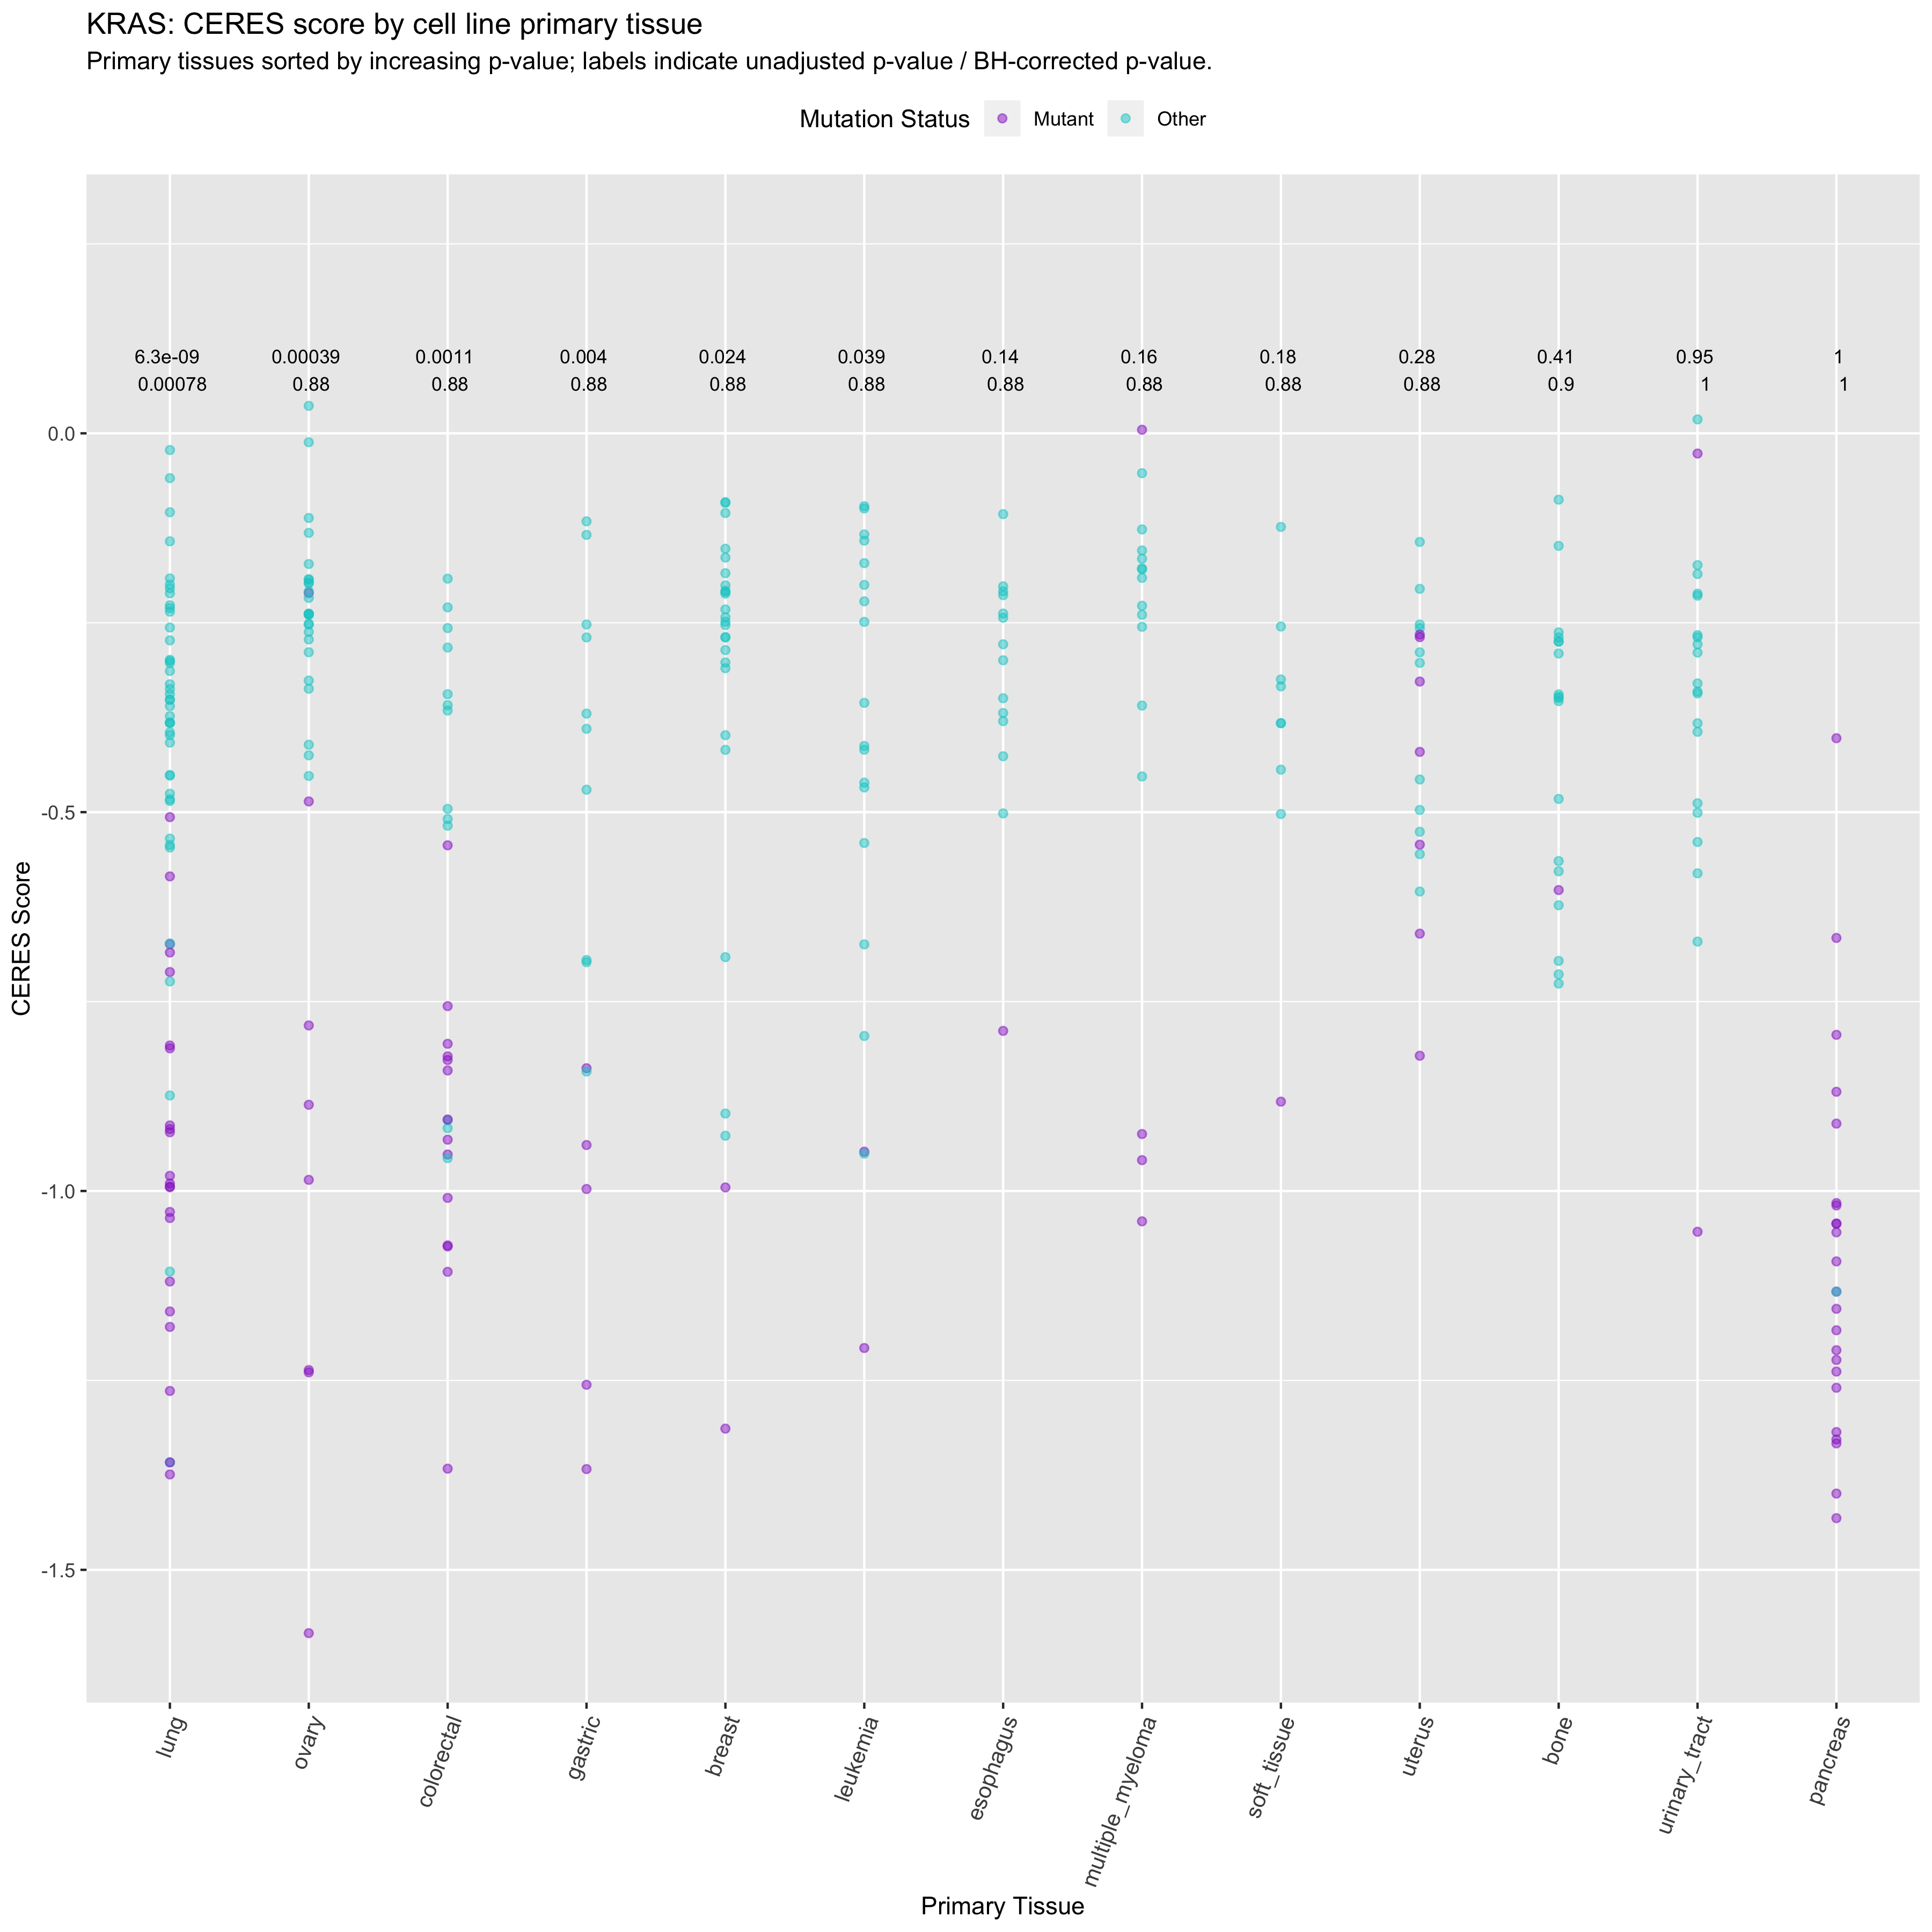 KRAS: CERES score by cell line primary tissue
Primary tissues sorted by increasing p-value; labels indicate unadjusted p-value / BH-corrected p-value.
Mutation Status Mutant Other
6.3e-09 0.00039 0.0011 0.004 0.024 0.039 0.14 0.16 0.18 0.28 0.41 0.95 1
0.00078 0.88 0.88 0.88 0.88 0.88 0.88 0.88 0.88 0.88 0.9 1 1
0.0
-0.5
-1.0
-1.5
CERES Score
lung ovary colorectal gastric breast leukemia esophagus multiple_myeloma soft_tissue uterus bone urinary_tract pancreas
Primary Tissue